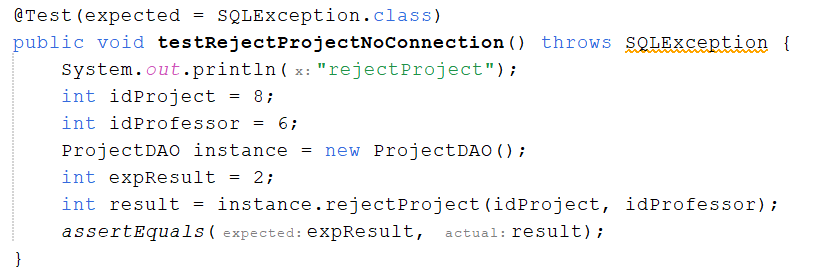 @Test(expected = SQLException.class)
public void testRejectProjectNoConnection() throws SQLException {
    System.out.println( x: "rejectProject");
    int idProject = 8;
    int idProfessor = 6;
    ProjectDAO instance = new ProjectDAO();
    int expResult = 2;
    int result = instance.rejectProject(idProject, idProfessor);
    assertEquals( expected: expResult, actual: result);
}